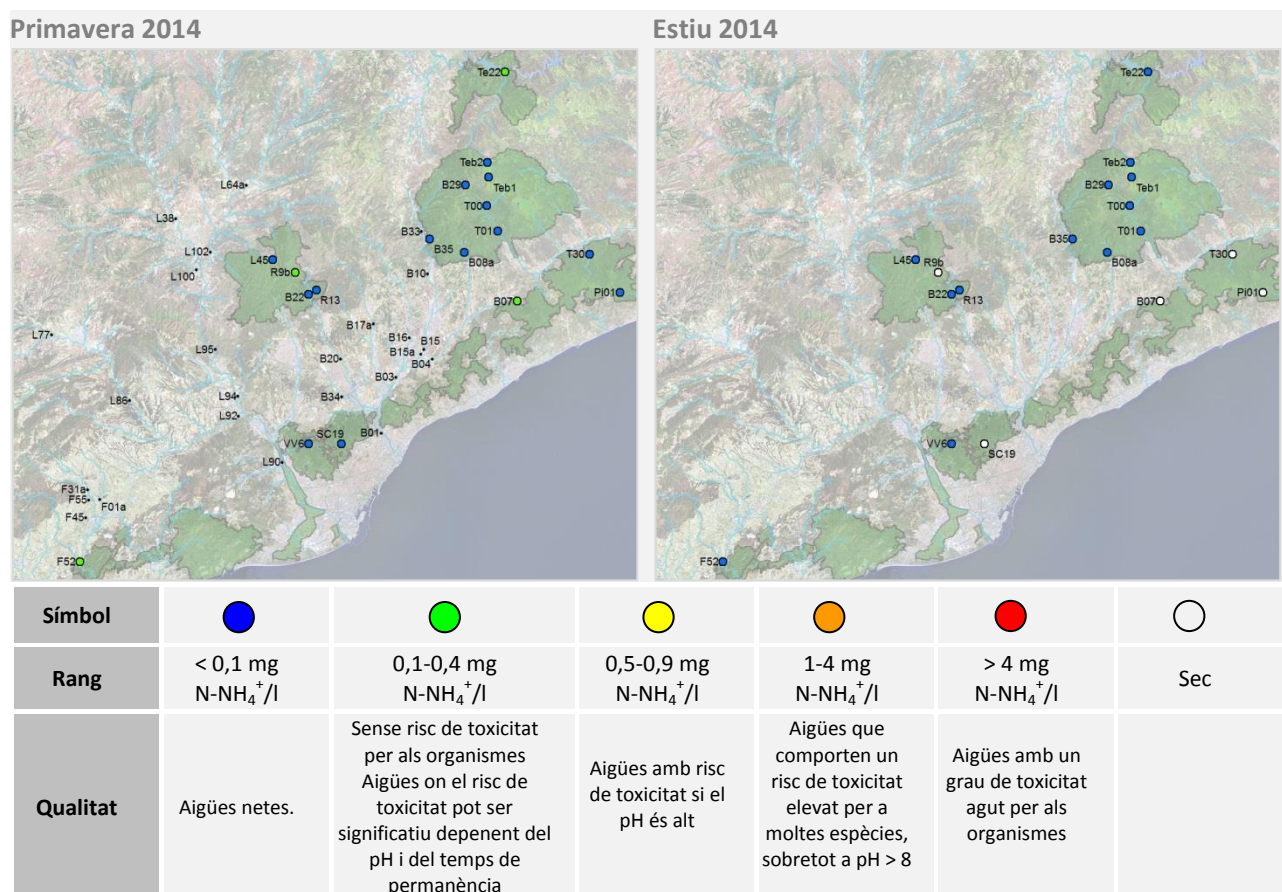 Primavera 2014
Estiu 2014
Te22
Teb2
B29
Teb1
T00
L64a
L38
B33
T01
L102
B35
T30
L45
B08a
L100
R9b
B10
B22
R13
Pi01
B07
L77
B17a
B16
B15
L95
B15a
B20
B04
B03
L94
L86
B34
L92
SC19
B01
VV6
L90
F31a
F55
F01a
F45
F52
Te22
Teb2
B29
Teb1
T00
T01
B35
T30
L45
B08a
R9b
B22
R13
Pi01
B07
VV6
SC19
F52
Símbol
Rang
< 0,1 mg
N-NH₄⁺/l
0,1-0,4 mg
N-NH₄⁺/l
0,5-0,9 mg
N-NH₄⁺/l
1-4 mg
N-NH₄⁺/l
> 4 mg
N-NH₄⁺/l
Sec
Qualitat
Aigües netes.
Sense risc de toxicitat
per als organismes
Aigües on el risc de
toxicitat pot ser
significatiu depenent del
pH i del temps de
permanència
Aigües amb risc
de toxicitat si el
pH és alt
Aigües que
comporten un
risc de toxicitat
elevat per a
moltes espècies,
sobretot a pH > 8
Aigües amb un
grau de toxicitat
agut per als
organismes